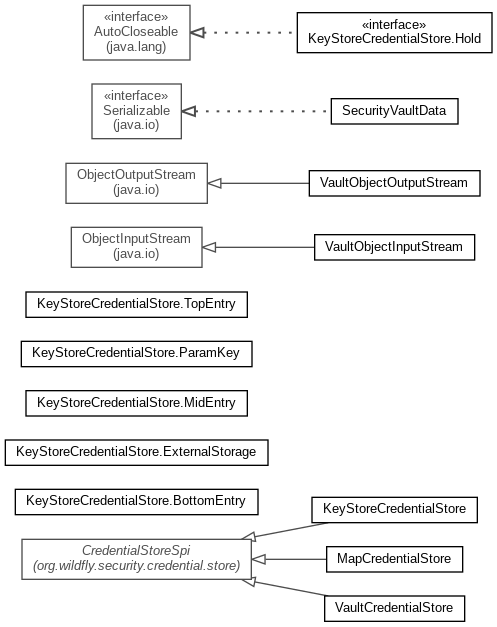 «interface»
AutoCloseable
(java.lang)
«interface»
KeyStoreCredentialStore.Hold
«interface»
Serializable
(java.io)
SecurityVaultData
ObjectOutputStream
(java.io)
VaultObjectOutputStream
ObjectInputStream
(java.io)
VaultObjectInputStream
KeyStoreCredentialStore.TopEntry
KeyStoreCredentialStore.ParamKey
KeyStoreCredentialStore.MidEntry
KeyStoreCredentialStore.ExternalStorage
KeyStoreCredentialStore.BottomEntry
KeyStoreCredentialStore
CredentialStoreSpi
(org.wildfly.security.credential.store)
MapCredentialStore
VaultCredentialStore